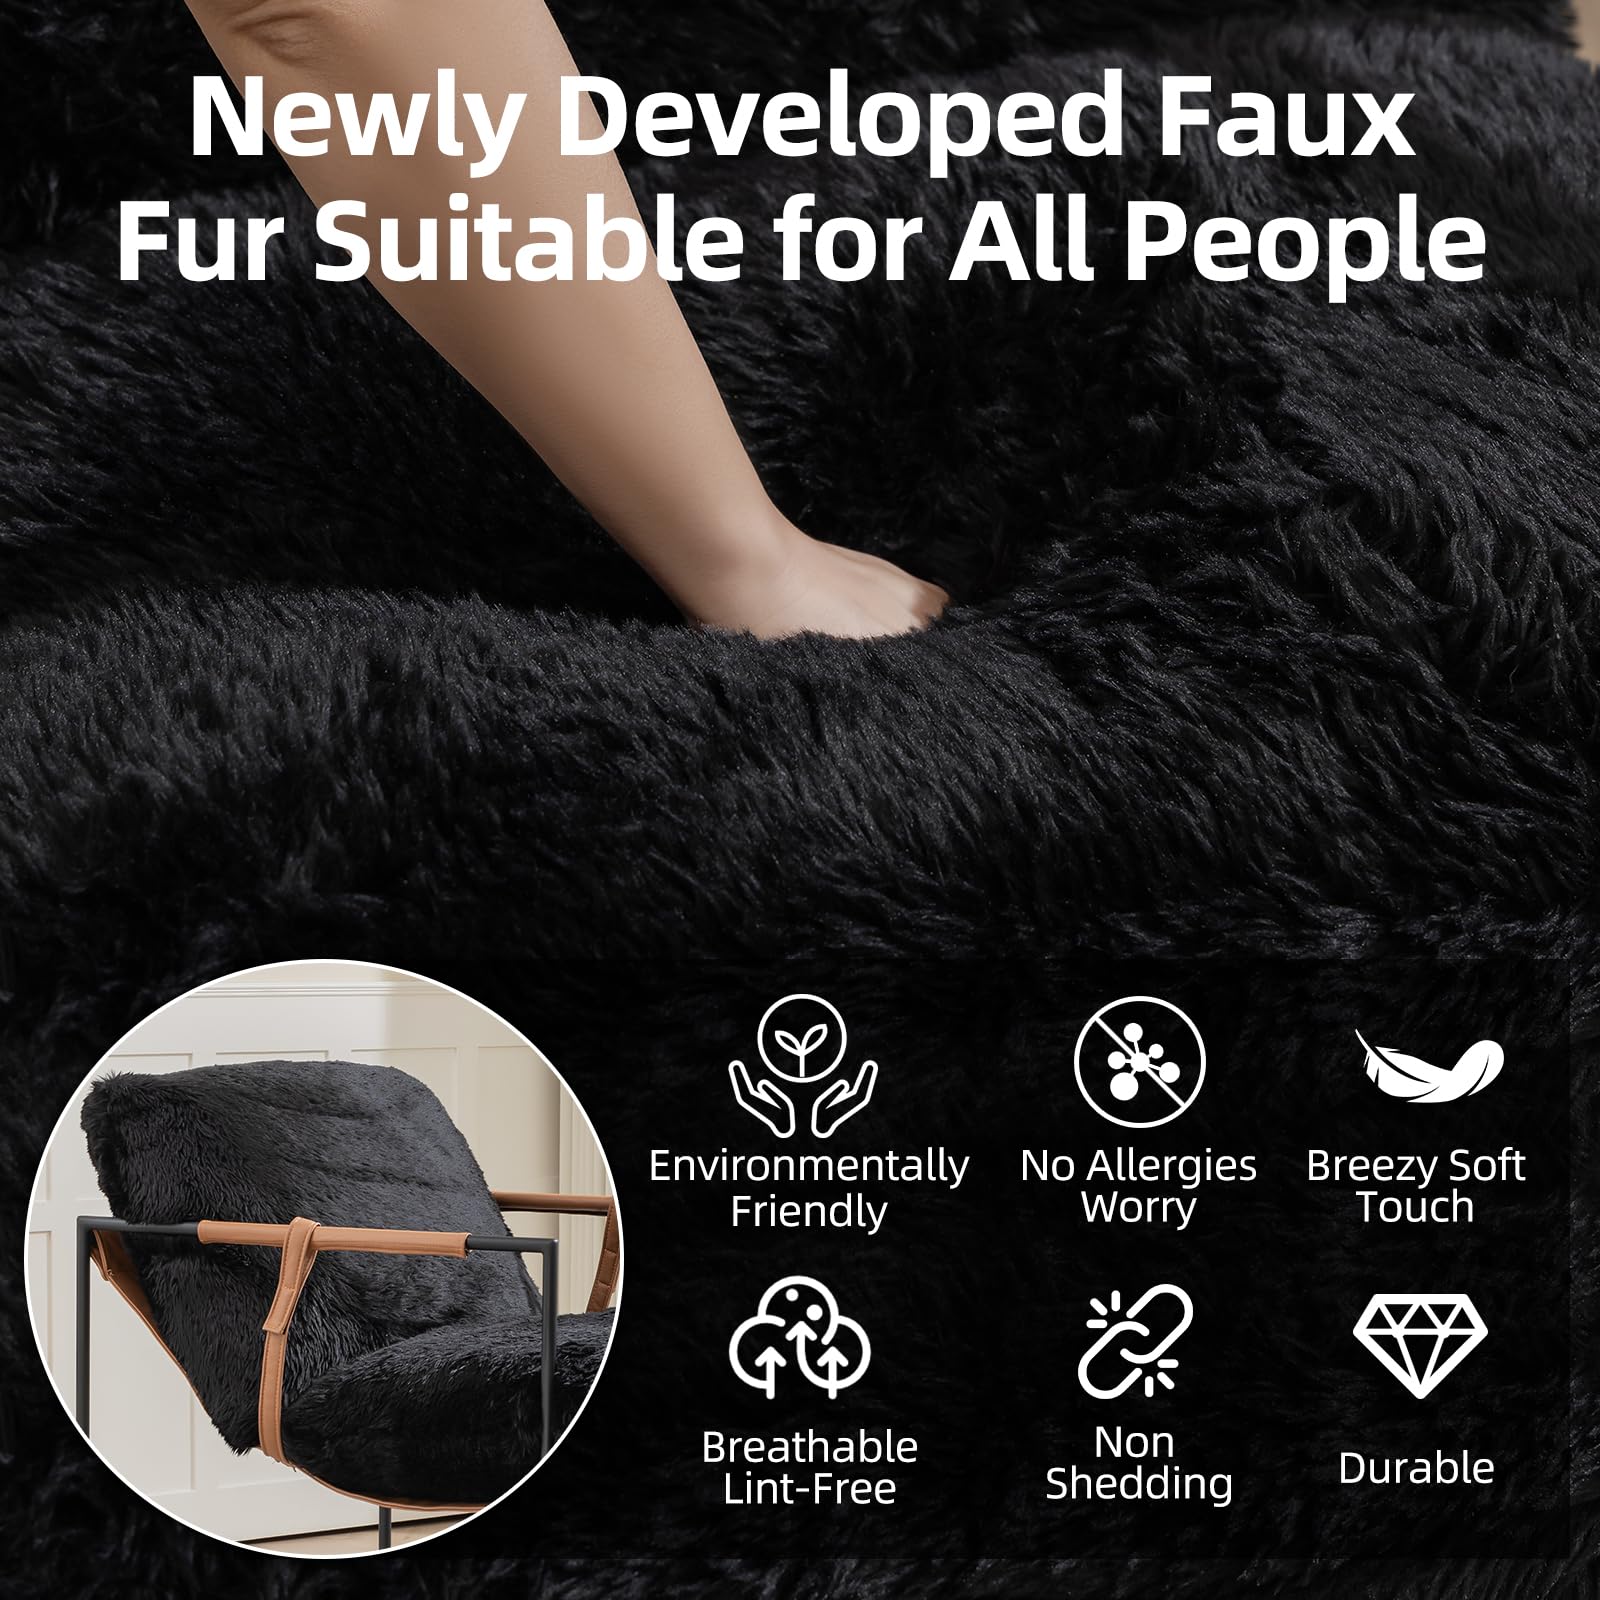 Newly Developed Faux
Fur Suitable for All People
Environmentally
Friendly
No Allergies
Worry
Breezy Soft
Touch
Breathable
Lint-Free
Non
Shedding
Durable